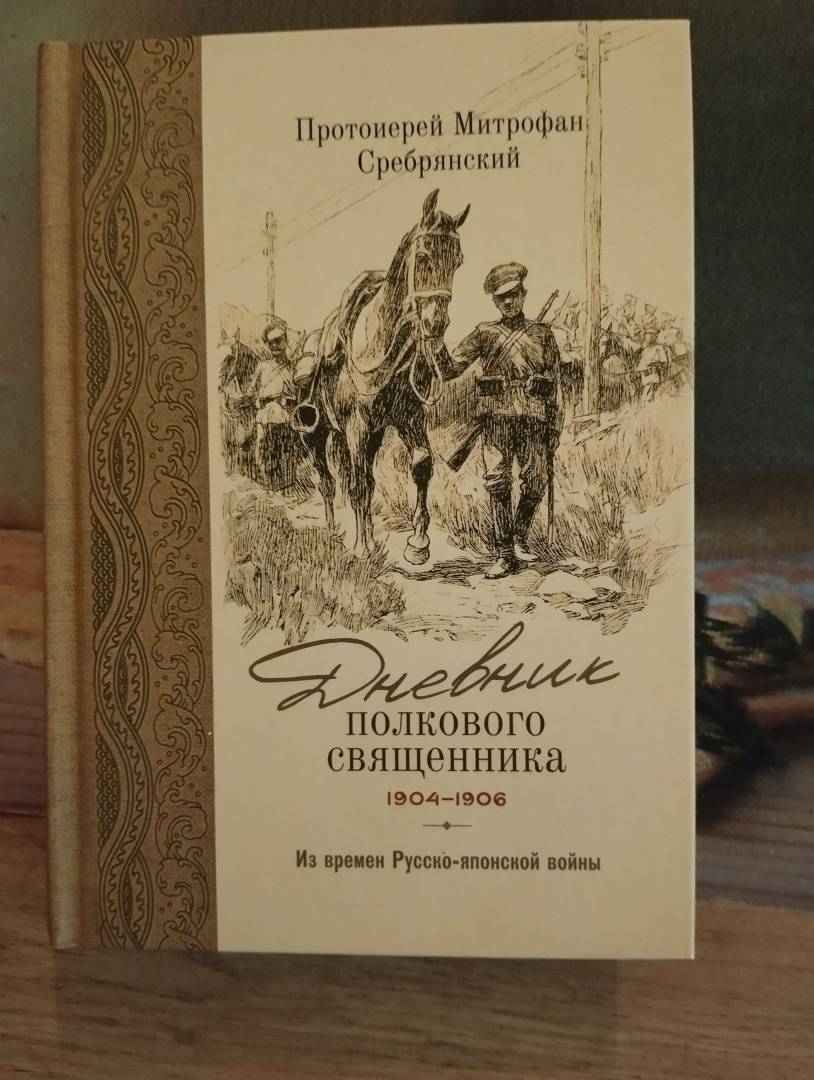 Протоиерей Митрофан
Сребрянский
Дневник
полкового
священника
1904–1906
Из времен Русско-японской войны